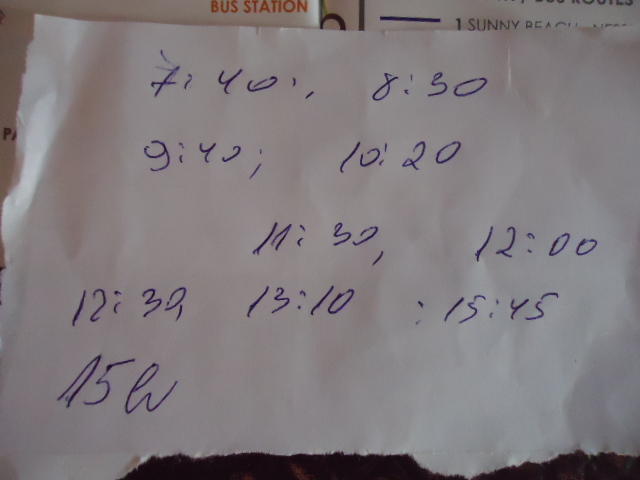 BUS STATION
1 SUNNY BEACH
7:40; 8:30
9:40; 10:20
11:30, 12:00
12:30, 13:10 ; 15:45
15 lv